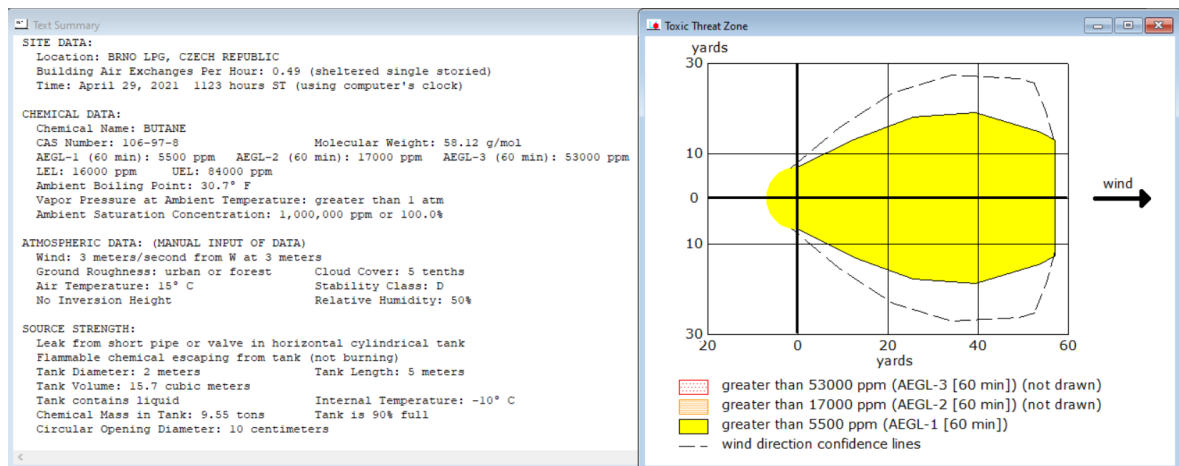 Text Summary
SITE DATA:
Location: BRNO LPG, CZECH REPUBLIC
Building Air Exchanges Per Hour: 0.49 (sheltered single storied)
Time: April 29, 2021 1123 hours ST (using computer's clock)
CHEMICAL DATA:
Chemical Name: BUTANE
CAS Number: 106-97-8 Molecular Weight: 58.12 g/mol
AEGL-1 (60 min): 5500 ppm AEGL-2 (60 min): 17000 ppm AEGL-3 (60 min): 53000 ppm
LEL: 16000 ppm UEL: 84000 ppm
Ambient Boiling Point: 30.7° F
Vapor Pressure at Ambient Temperature: greater than 1 atm
Ambient Saturation Concentration: 1,000,000 ppm or 100.0%
ATMOSPHERIC DATA: (MANUAL INPUT OF DATA)
Wind: 3 meters/second from W at 3 meters
Ground Roughness: urban or forest Cloud Cover: 5 tenths
Air Temperature: 15° C Stability Class: D
No Inversion Height Relative Humidity: 50%
SOURCE STRENGTH:
Leak from short pipe or valve in horizontal cylindrical tank
Flammable chemical escaping from tank (not burning)
Tank Diameter: 2 meters Tank Length: 5 meters
Tank Volume: 15.7 cubic meters
Tank contains liquid Internal Temperature: -10° C
Chemical Mass in Tank: 9.55 tons Tank is 90% full
Circular Opening Diameter: 10 centimeters
Toxic Threat Zone
yards
30
10
0
10
30
20 0 20 40 60
yards
wind
greater than 53000 ppm (AEGL-3 [60 min]) (not drawn)
greater than 17000 ppm (AEGL-2 [60 min]) (not drawn)
greater than 5500 ppm (AEGL-1 [60 min])
wind direction confidence lines